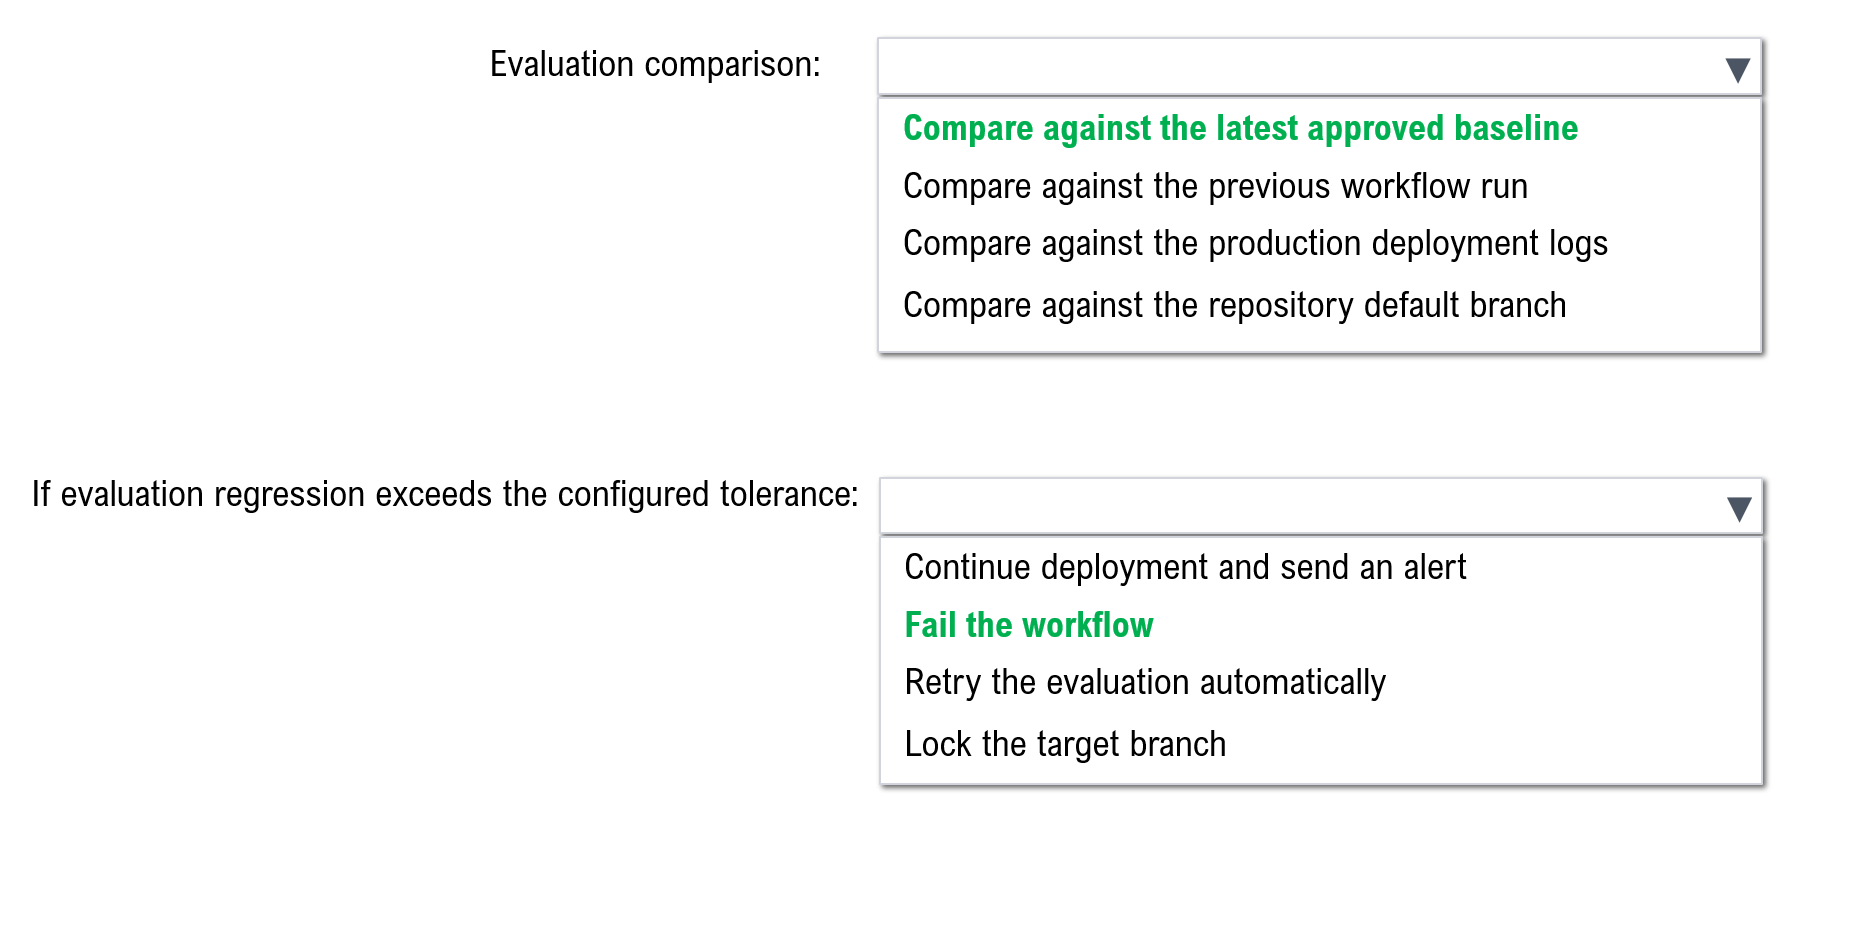 Evaluation comparison:
Compare against the latest approved baseline
Compare against the previous workflow run
Compare against the production deployment logs
Compare against the repository default branch
If evaluation regression exceeds the configured tolerance:
Continue deployment and send an alert
Fail the workflow
Retry the evaluation automatically
Lock the target branch